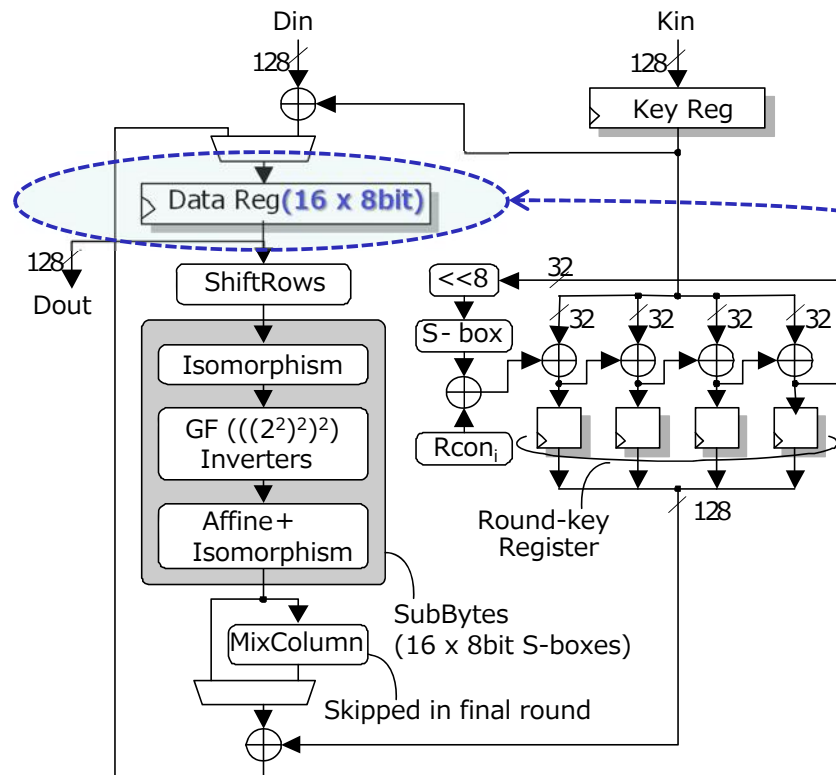 Din
Kin
128
128
Key Reg
Data Reg(16 x 8bit)
128
Dout
ShiftRows
<<8
32
S- box
32
32
32
32
Isomorphism
GF (((2²)²)²)
Inverters
Rconᵢ
Affine+
Isomorphism
128
Round-key
Register
SubBytes
(16 x 8bit S-boxes)
MixColumn
Skipped in final round